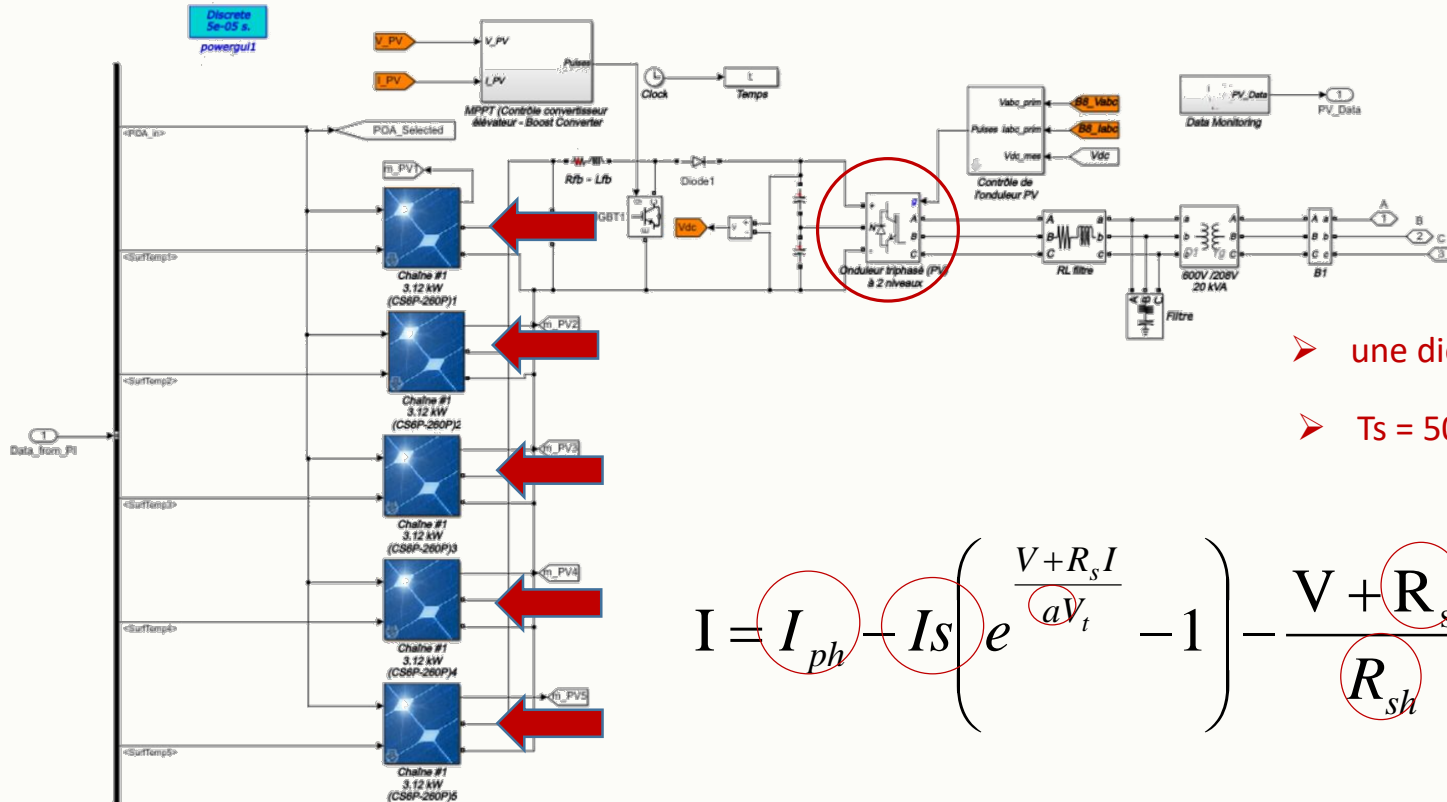 Discrete
5e-05 s.
powergui1
V_PV
I_PV
V_PV
I_PV
Pulses
MPPT (Contrôle convertisseur
élévateur - Boost Converter
Clock
t
Temps
Vabc_prim
Pulses Iabc_prim
Vdc_mes
B8_Vabc
B8_Iabc
Vdc
Contrôle de
l'onduleur PV
PV_Data
Data Monitoring
1
PV_Data
<POA_in>
POA_Selected
m_PV1
Rfb - Lfb
Diode1
GBT1
Vdc
v
+
-
g
+
N
-
A
B
C
Onduleur triphasé (PV)
à 2 niveaux
A a
B b
C c
RL filtre
A B C
Filtre
a A
b B
c C
D1 Yg
600V /208V
20 kVA
A a
B b
C c
B1
A
1
B
2
C
3
<SurfTemp1>
Chaîne #1
3.12 kW
(CS6P-260P)1
m_PV2
<SurfTemp2>
Chaîne #1
3.12 kW
(CS6P-260P)2
1
Data_from_PI
m_PV3
<SurfTemp3>
Chaîne #1
3.12 kW
(CS6P-260P)3
m_PV4
<SurfTemp4>
Chaîne #1
3.12 kW
(CS6P-260P)4
m_PV5
<SurfTemp5>
Chaîne #1
3.12 kW
(CS6P-260P)5
➢ une di
➢ Ts = 50
I = I_ph − Is ( e^((V + R_s I)/(aV_t)) − 1 ) − (V + R_s)/(R_sh)